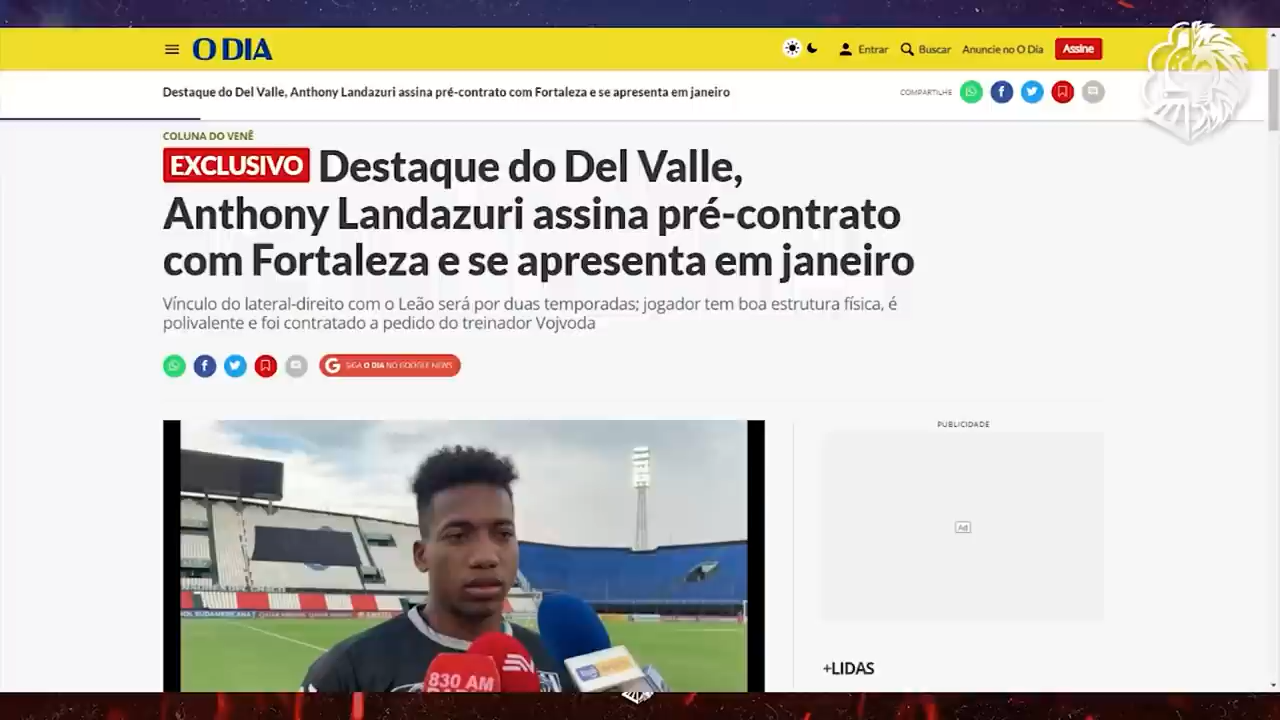 O DIA
Entrar
Buscar
Anuncie no O Dia
Assine
Destaque do Del Valle, Anthony Landazuri assina pré-contrato com Fortaleza e se apresenta em janeiro
COMPARTILHE
COLUNA DO VENÊ
EXCLUSIVO Destaque do Del Valle,
Anthony Landazuri assina pré-contrato
com Fortaleza e se apresenta em janeiro
Vínculo do lateral-direito com o Leão será por duas temporadas; jogador tem boa estrutura física, é
polivalente e foi contratado a pedido do treinador Vojvoda
SIGA O DIA NO GOOGLE NEWS
PUBLICIDADE
Ad
SUDAMERICANA
830 AM
+LIDAS